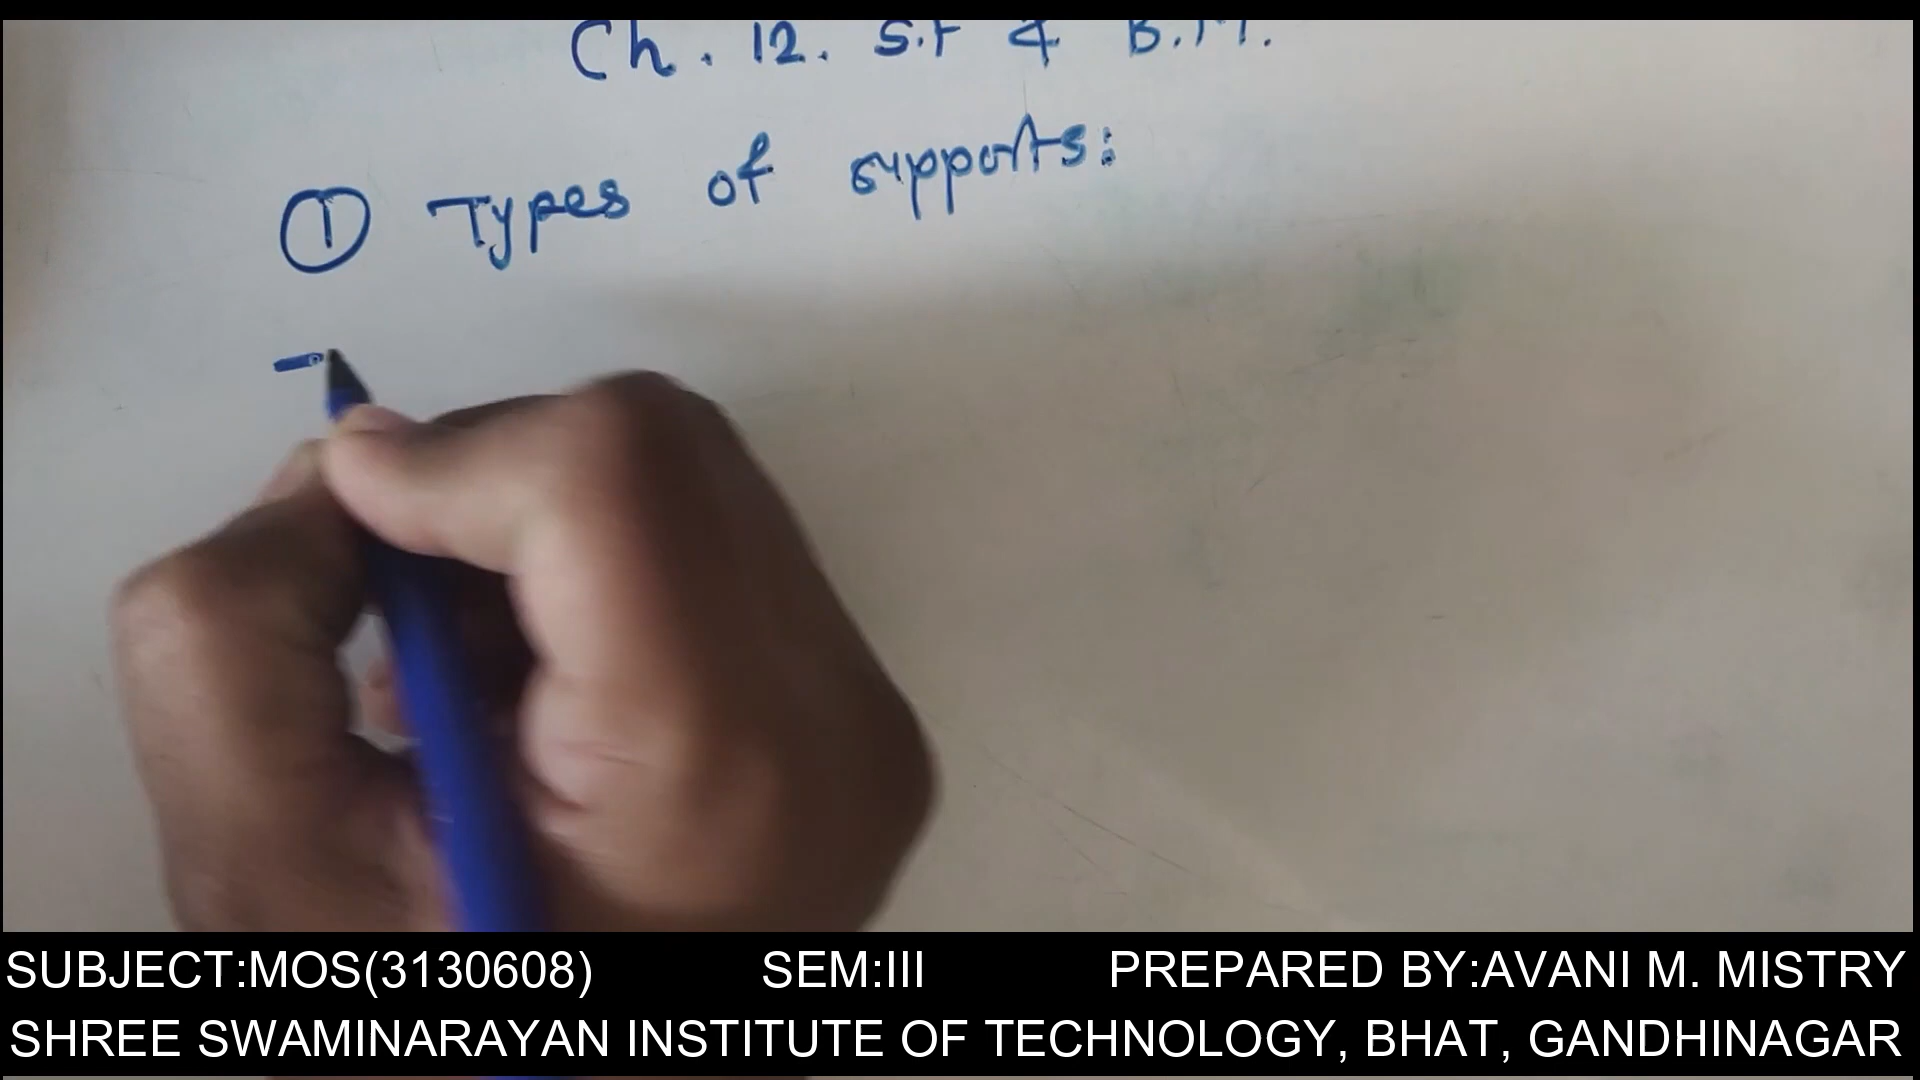 Ch. 12. S.F & B.M.
① Types of supports:
SUBJECT:MOS(3130608) SEM:III PREPARED BY:AVANI M. MISTRY
SHREE SWAMINARAYAN INSTITUTE OF TECHNOLOGY, BHAT, GANDHINAGAR